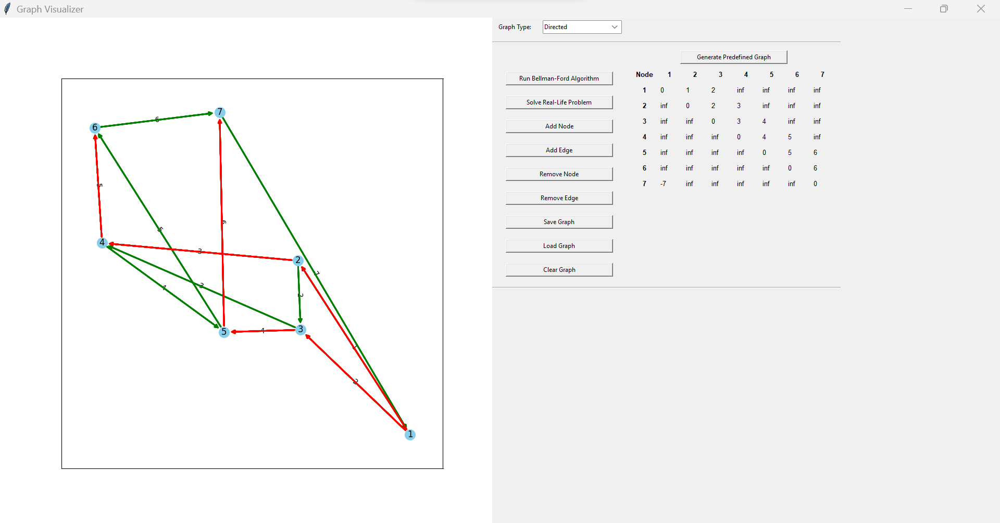 Graph Visualizer
Graph Type: Directed
Generate Predefined Graph
Run Bellman-Ford Algorithm
Solve Real-Life Problem
Add Node
Add Edge
Remove Node
Remove Edge
Save Graph
Load Graph
Clear Graph
Node 1 2 3 4 5 6 7
1 0 1 2 inf inf inf inf
2 inf 0 2 3 inf inf inf
3 inf inf 0 3 4 inf inf
4 inf inf inf 0 4 5 inf
5 inf inf inf inf 0 5 6
6 inf inf inf inf inf 0 6
7 -7 inf inf inf inf inf 0
7
6
6
5
6
5
4
3
2
7
4
3
2
5
4
3
1
2
1